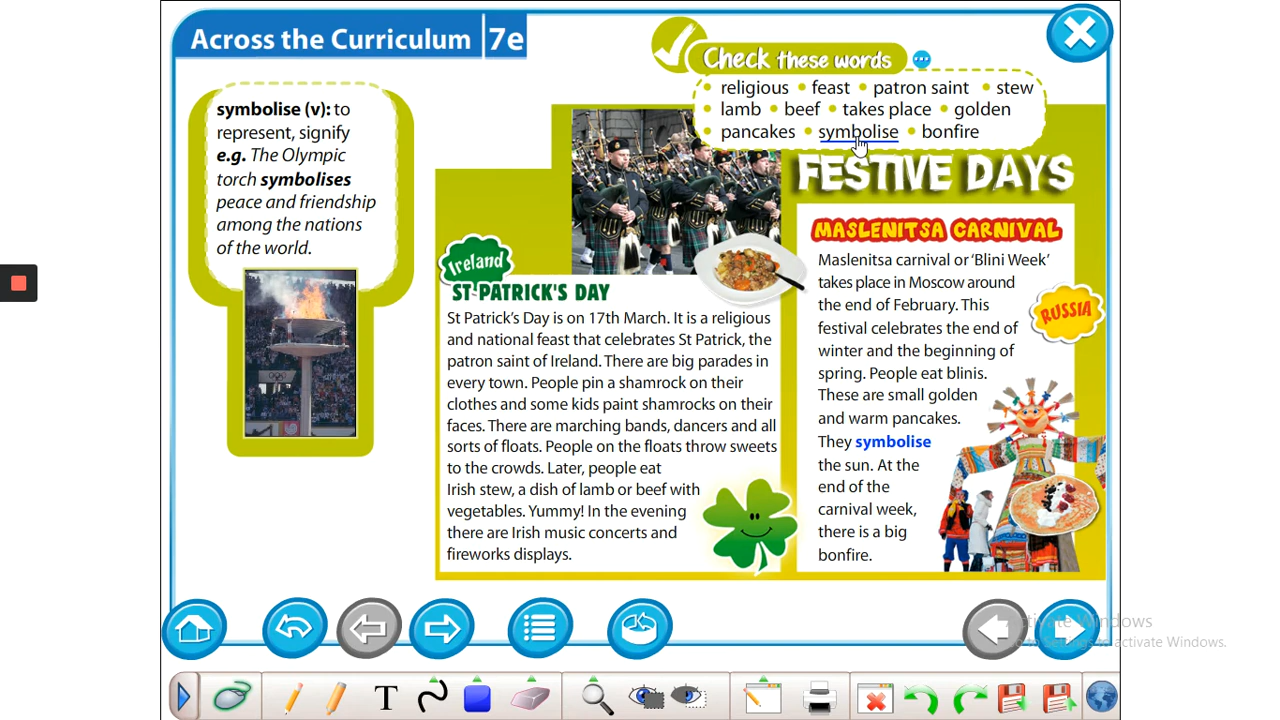 Across the Curriculum 7e
Check these words
religious feast patron saint stew
lamb beef takes place golden
pancakes symbolise bonfire
symbolise (v): to
represent, signify
e.g. The Olympic
torch symbolises
peace and friendship
among the nations
of the world.
FESTIVE DAYS
Ireland
ST PATRICK'S DAY
St Patrick's Day is on 17th March. It is a religious
and national feast that celebrates St Patrick, the
patron saint of Ireland. There are big parades in
every town. People pin a shamrock on their
clothes and some kids paint shamrocks on their
faces. There are marching bands, dancers and all
sorts of floats. People on the floats throw sweets
to the crowds. Later, people eat
Irish stew, a dish of lamb or beef with
vegetables. Yummy! In the evening
there are Irish music concerts and
fireworks displays.
MASLENITSA CARNIVAL
Maslenitsa carnival or 'Blini Week'
takes place in Moscow around
the end of February. This
festival celebrates the end of
winter and the beginning of
spring. People eat blinis.
These are small golden
and warm pancakes.
They symbolise
the sun. At the
end of the
carnival week,
there is a big
bonfire.
RUSSIA
Activate Windows
Go to Settings to activate Windows.
T